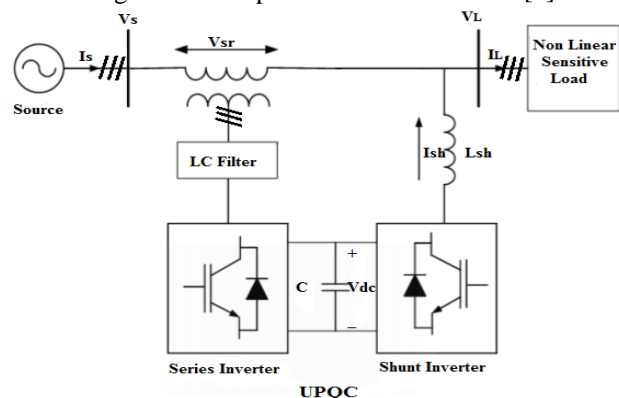 Vs
VL
Vsr
Is
IL
Non Linear
Sensitive
Load
Source
LC Filter
Ish
Lsh
+
C
Vdc
–
Series Inverter
Shunt Inverter
UPQC